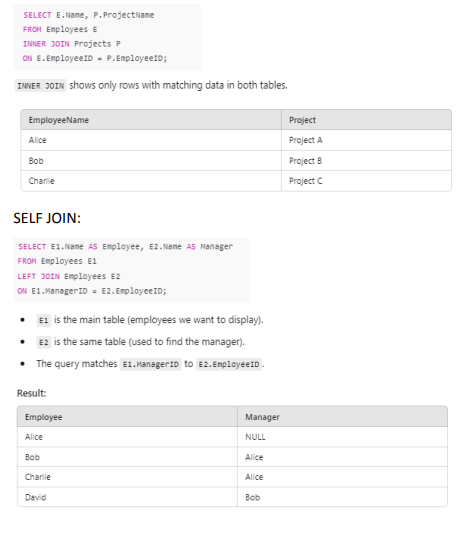 SELECT E.Name, P.ProjectName
FROM Employees E
INNER JOIN Projects P
ON E.EmployeeID = P.EmployeeID;
INNER JOIN shows only rows with matching data in both tables.
EmployeeName Project
Alice Project A
Bob Project B
Charlie Project C
SELF JOIN:
SELECT E1.Name AS Employee, E2.Name AS Manager
FROM Employees E1
LEFT JOIN Employees E2
ON E1.ManagerID = E2.EmployeeID;
• E1 is the main table (employees we want to display).
• E2 is the same table (used to find the manager).
• The query matches E1.ManagerID to E2.EmployeeID.
Result:
Employee Manager
Alice NULL
Bob Alice
Charlie Alice
David Bob